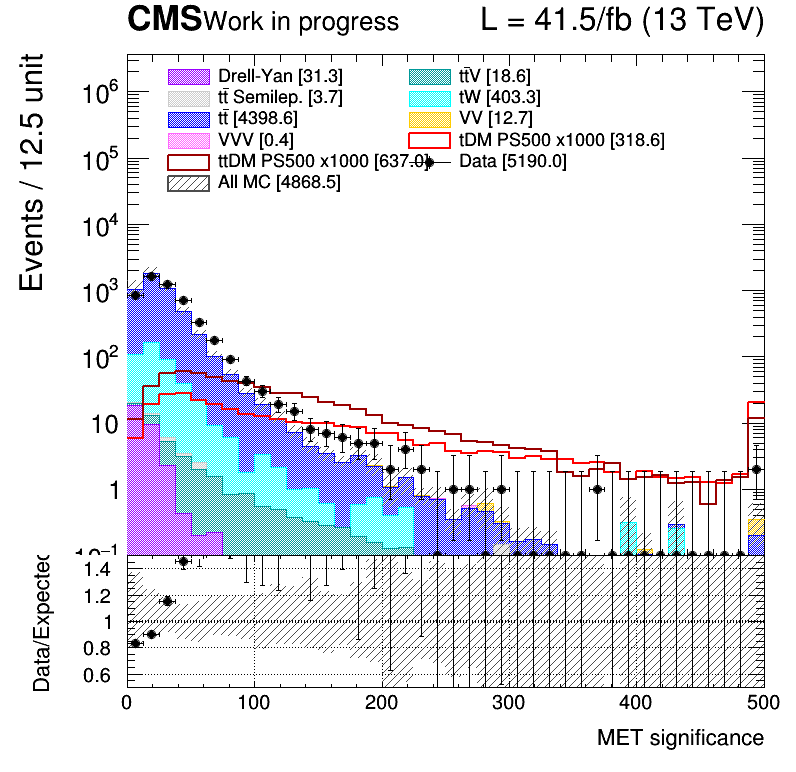 CMS Work in progress L = 41.5/fb (13 TeV)
Events / 12.5 unit
Drell-Yan [31.3] tt̄V [18.6]
tt̄ Semilep. [3.7] tW [403.3]
tt̄ [4398.6] VV [12.7]
VVV [0.4] tDM PS500 x1000 [318.6]
ttDM PS500 x1000 [637.0] Data [5190.0]
All MC [4868.5]
10⁶
10⁵
10⁴
10³
10²
10
1
10⁻¹
Data/Expected
1.4
1.2
1
0.8
0.6
0 100 200 300 400 500
MET significance